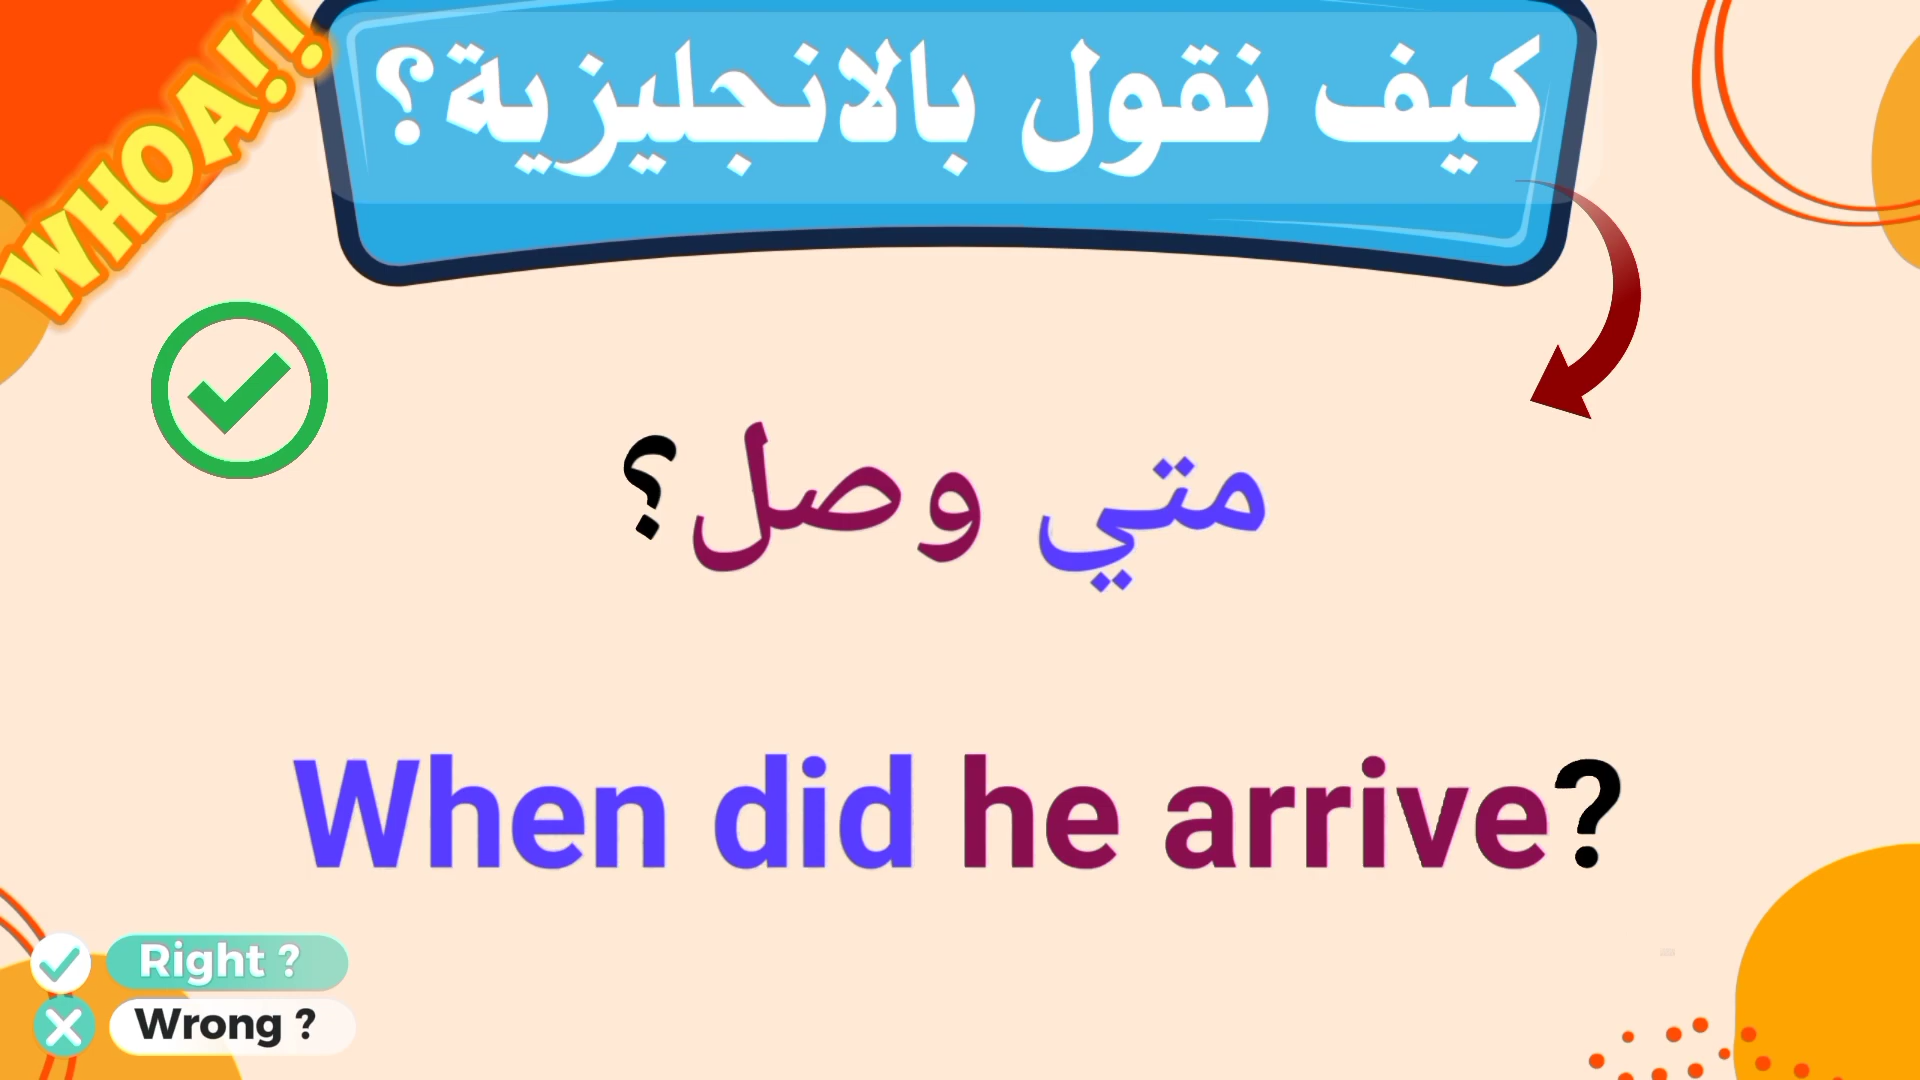 WHOA!!
كيف نقول بالانجليزية؟
متي وصل؟
When did he arrive?
Right ?
Wrong ?